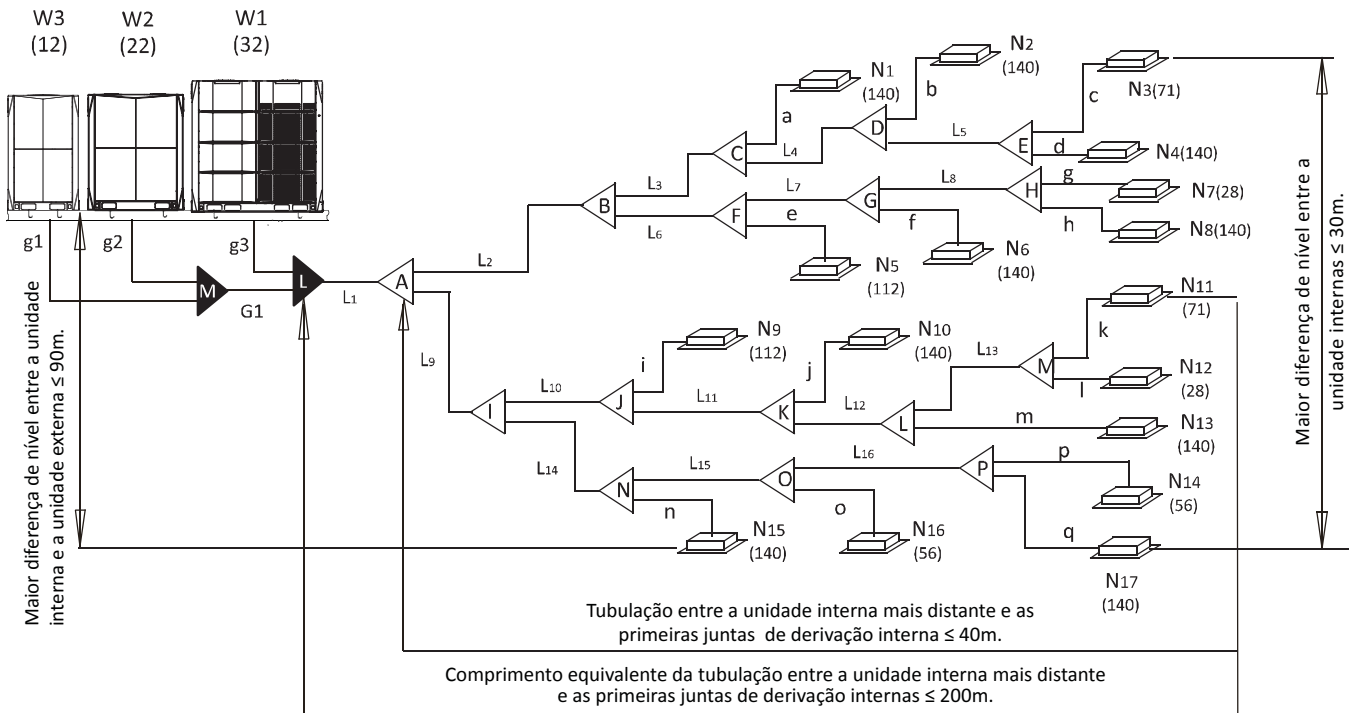 W3
(12)
W2
(22)
W1
(32)
g1
g2
g3
M
G1
L
L1
A
L2
L9
B
L3
L6
C
a
N1
(140)
L4
D
b
N2
(140)
L5
E
c
N3(71)
d
N4(140)
F
L7
e
N5
(112)
G
L8
f
N6
(140)
H
g
N7(28)
h
N8(140)
I
L10
L14
J
i
N9
(112)
L11
K
j
N10
(140)
L12
L
L13
M
k
N11
(71)
l
N12
(28)
m
N13
(140)
N
L15
n
N15
(140)
O
L16
o
N16
(56)
P
p
N14
(56)
q
N17
(140)
Maior diferença de nível entre a unidade
interna e a unidade externa ≤ 90m.
Maior diferença de nível entre a
unidade internas ≤ 30m.
Tubulação entre a unidade interna mais distante e as
primeiras juntas de derivação interna ≤ 40m.
Comprimento equivalente da tubulação entre a unidade interna mais distante
e as primeiras juntas de derivação internas ≤ 200m.